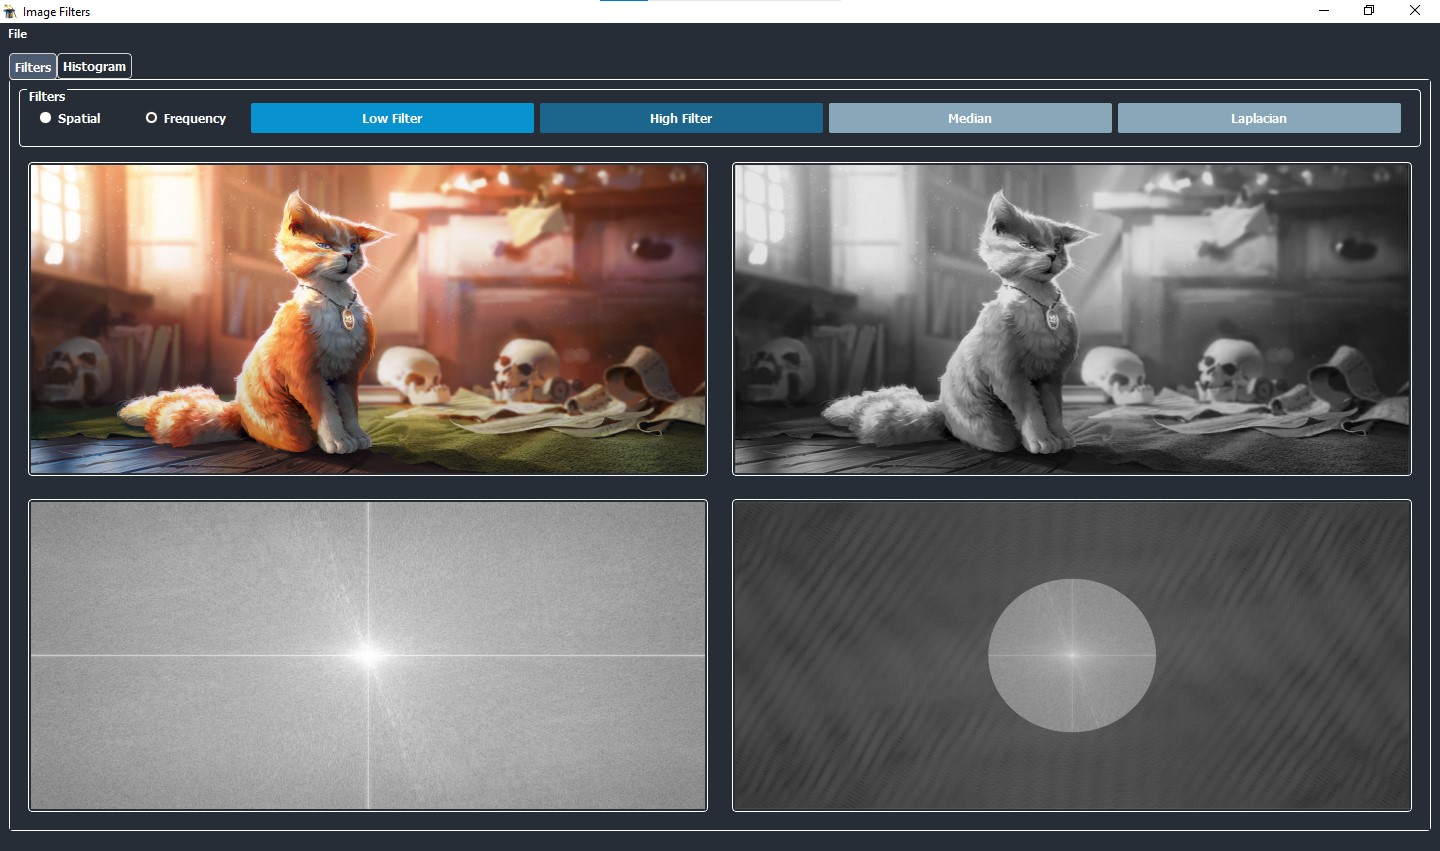 Image Filters
File
Filters Histogram
Filters
Spatial Frequency Low Filter High Filter Median Laplacian